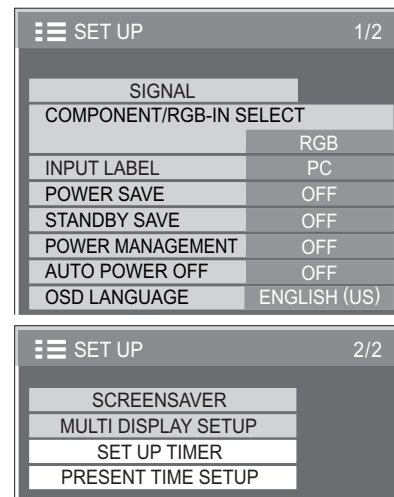 SET UP 1/2
SIGNAL
COMPONENT/RGB-IN SELECT
RGB
INPUT LABEL PC
POWER SAVE OFF
STANDBY SAVE OFF
POWER MANAGEMENT OFF
AUTO POWER OFF OFF
OSD LANGUAGE ENGLISH (US)
SET UP 2/2
SCREENSAVER
MULTI DISPLAY SETUP
SET UP TIMER
PRESENT TIME SETUP